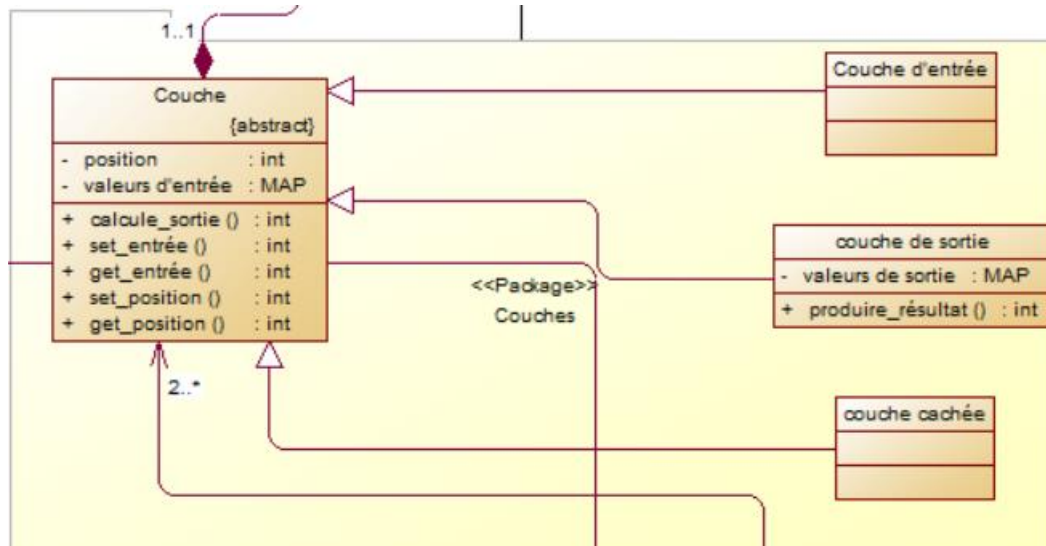 1..1
Couche
{abstract}
- position : int
- valeurs d'entrée : MAP
+ calcule_sortie () : int
+ set_entrée () : int
+ get_entrée () : int
+ set_position () : int
+ get_position () : int
2..*
<<Package>>
Couches
Couche d'entrée
couche de sortie
- valeurs de sortie : MAP
+ produire_résultat () : int
couche cachée